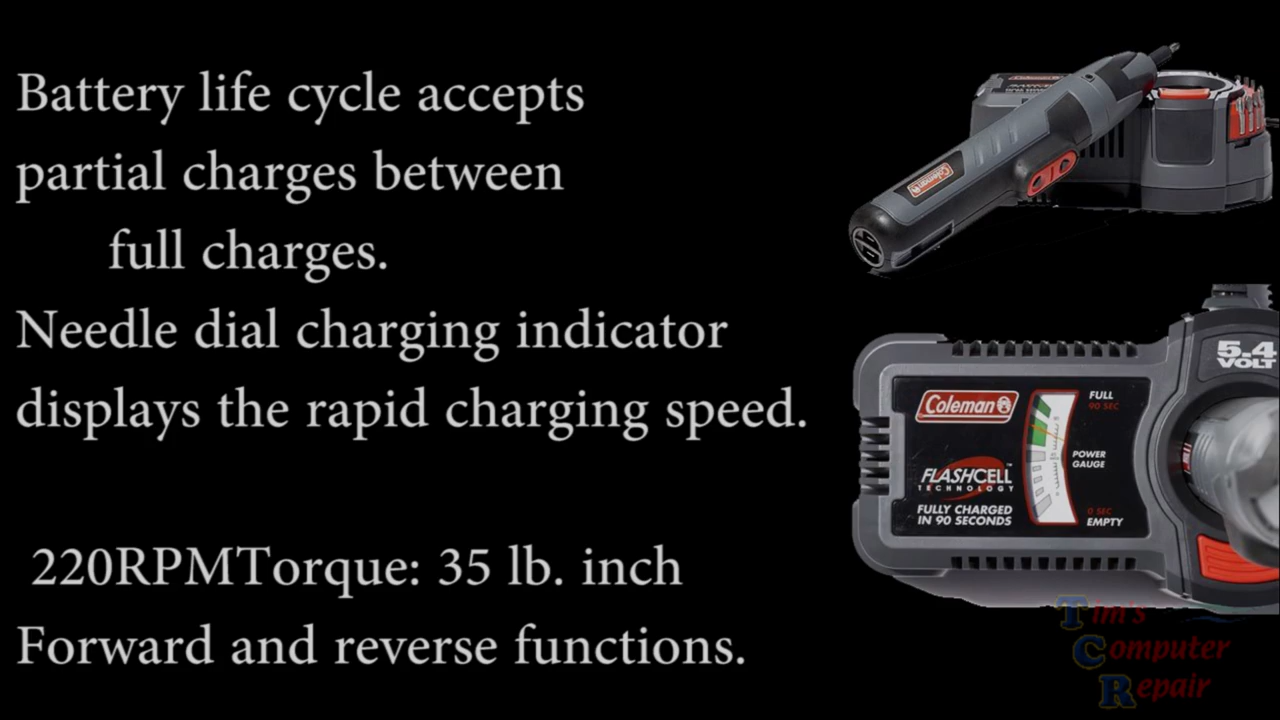 Battery life cycle accepts
partial charges between
full charges.
Needle dial charging indicator
displays the rapid charging speed.
220RPMTorque: 35 lb. inch
Forward and reverse functions.
Coleman
5.4
VOLT
Coleman
FLASHCELL™
TECHNOLOGY
FULLY CHARGED
IN 90 SECONDS
FULL
90 SEC
POWER
GAUGE
0 SEC
EMPTY
Tim's
Computer
Repair